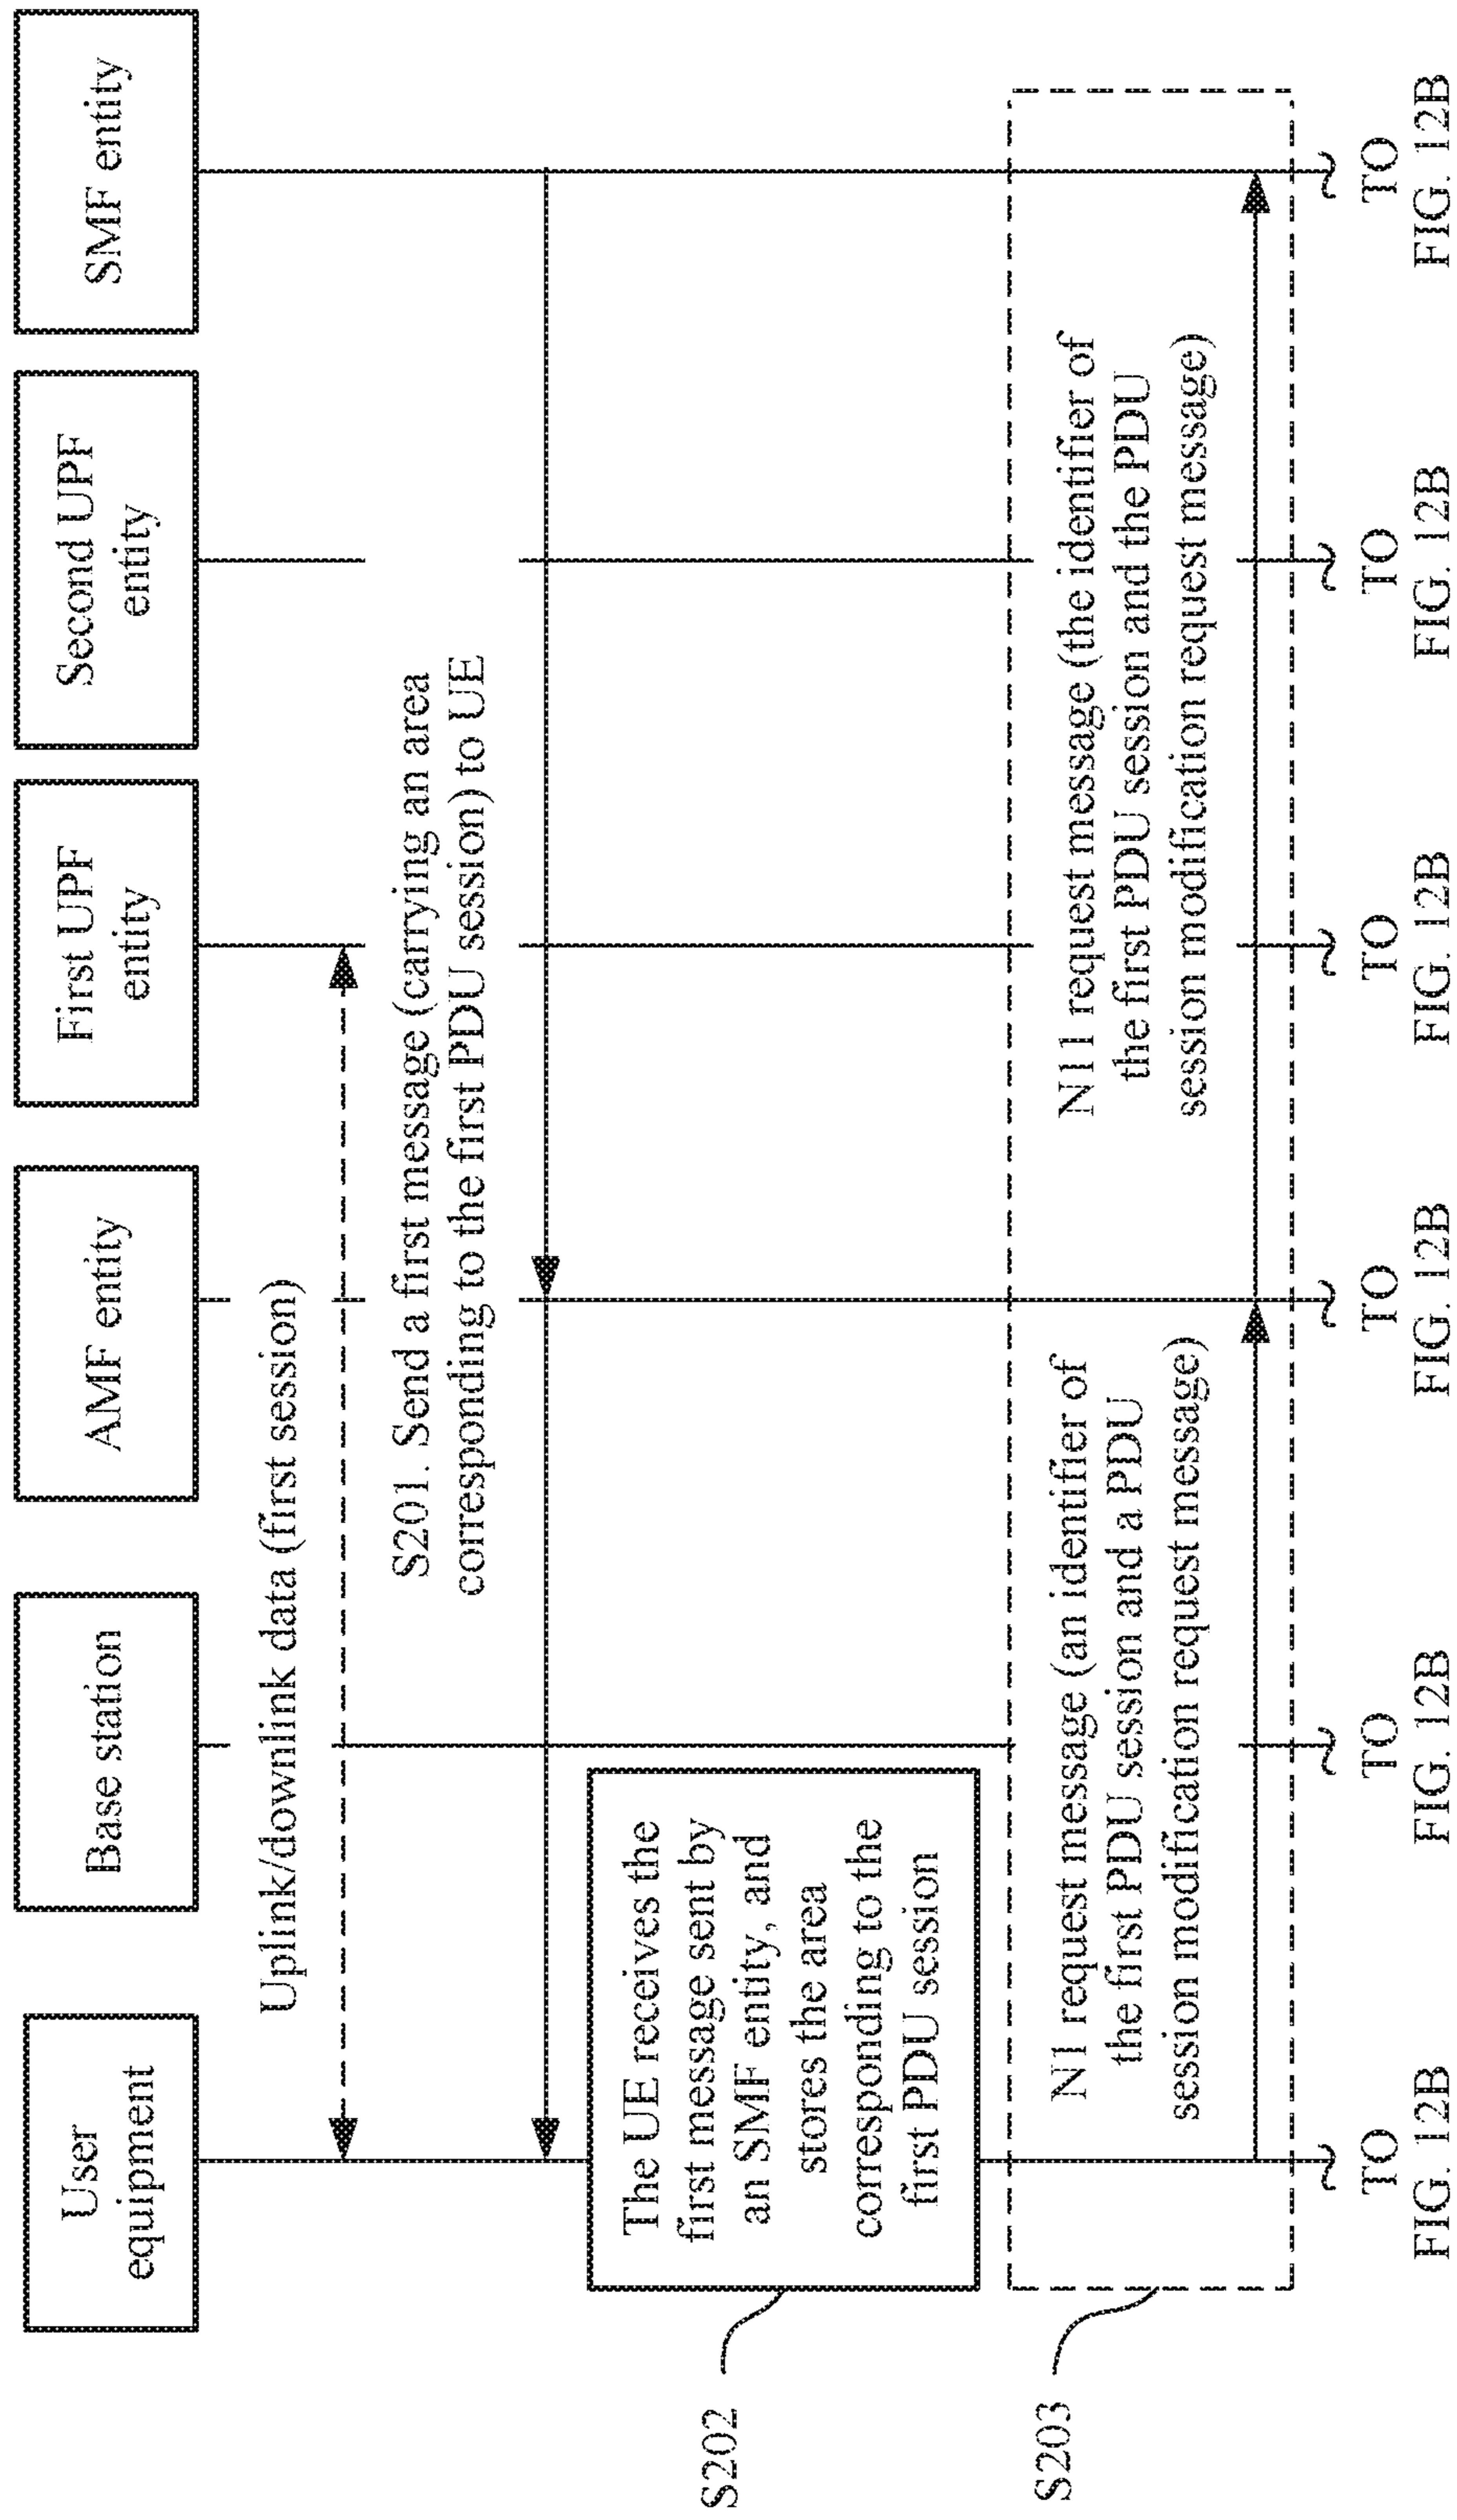 User
equipment
Base station
AMF entity
First UPF
entity
Second UPF
entity
SMF entity
Uplink/downlink data (first session)
S201. Send a first message (carrying an area
corresponding to the first PDU session) to UE
S202
The UE receives the
first message sent by
an SMF entity, and
stores the area
corresponding to the
first PDU session
S203
N1 request message (an identifier of
the first PDU session and a PDU
session modification request message)
N11 request message (the identifier of
the first PDU session and the PDU
session modification request message)
TO
FIG. 12B
TO
FIG. 12B
TO
FIG. 12B
TO
FIG. 12B
TO
FIG. 12B
TO
FIG. 12B